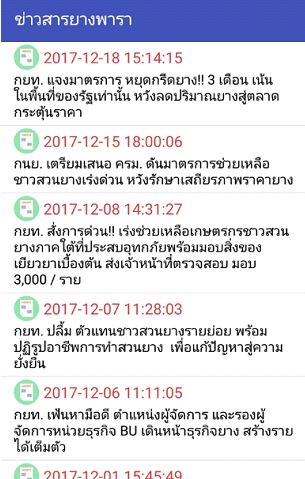 ข่าวสารยางพารา
2017-12-18 15:14:15
กยท. แจงมาตรการ หยุดกรีดยาง!! 3 เดือน เน้น
ในพื้นที่ของรัฐเท่านั้น หวังลดปริมาณยางสู่ตลาด
กระตุ้นราคา
2017-12-15 18:00:06
กนย. เตรียมเสนอ ครม. ดันมาตรการช่วยเหลือ
ชาวสวนยางเร่งด่วน หวังรักษาเสถียรภาพราคายาง
2017-12-08 14:31:27
กยท. สั่งการด่วน!! เร่งช่วยเหลือเกษตรกรชาวสวน
ยางภาคใต้ที่ประสบอุทกภัยพร้อมมอบสิ่งของ
เยียวยาเบื้องต้น ส่งเจ้าหน้าที่ตรวจสอบ มอบ
3,000 / ราย
2017-12-07 11:28:03
กยท. ปลื้ม ตัวแทนชาวสวนยางรายย่อย พร้อม
ปฏิรูปอาชีพการทำสวนยาง เพื่อแก้ปัญหาสู่ความ
ยั่งยืน
2017-12-06 11:11:05
กยท. เฟ้นหามือดี ตำแหน่งผู้จัดการ และรองผู้
จัดการหน่วยธุรกิจ BU เดินหน้าธุรกิจยาง สร้างราย
ได้เต็มตัว
2017-12-01 15:45:49